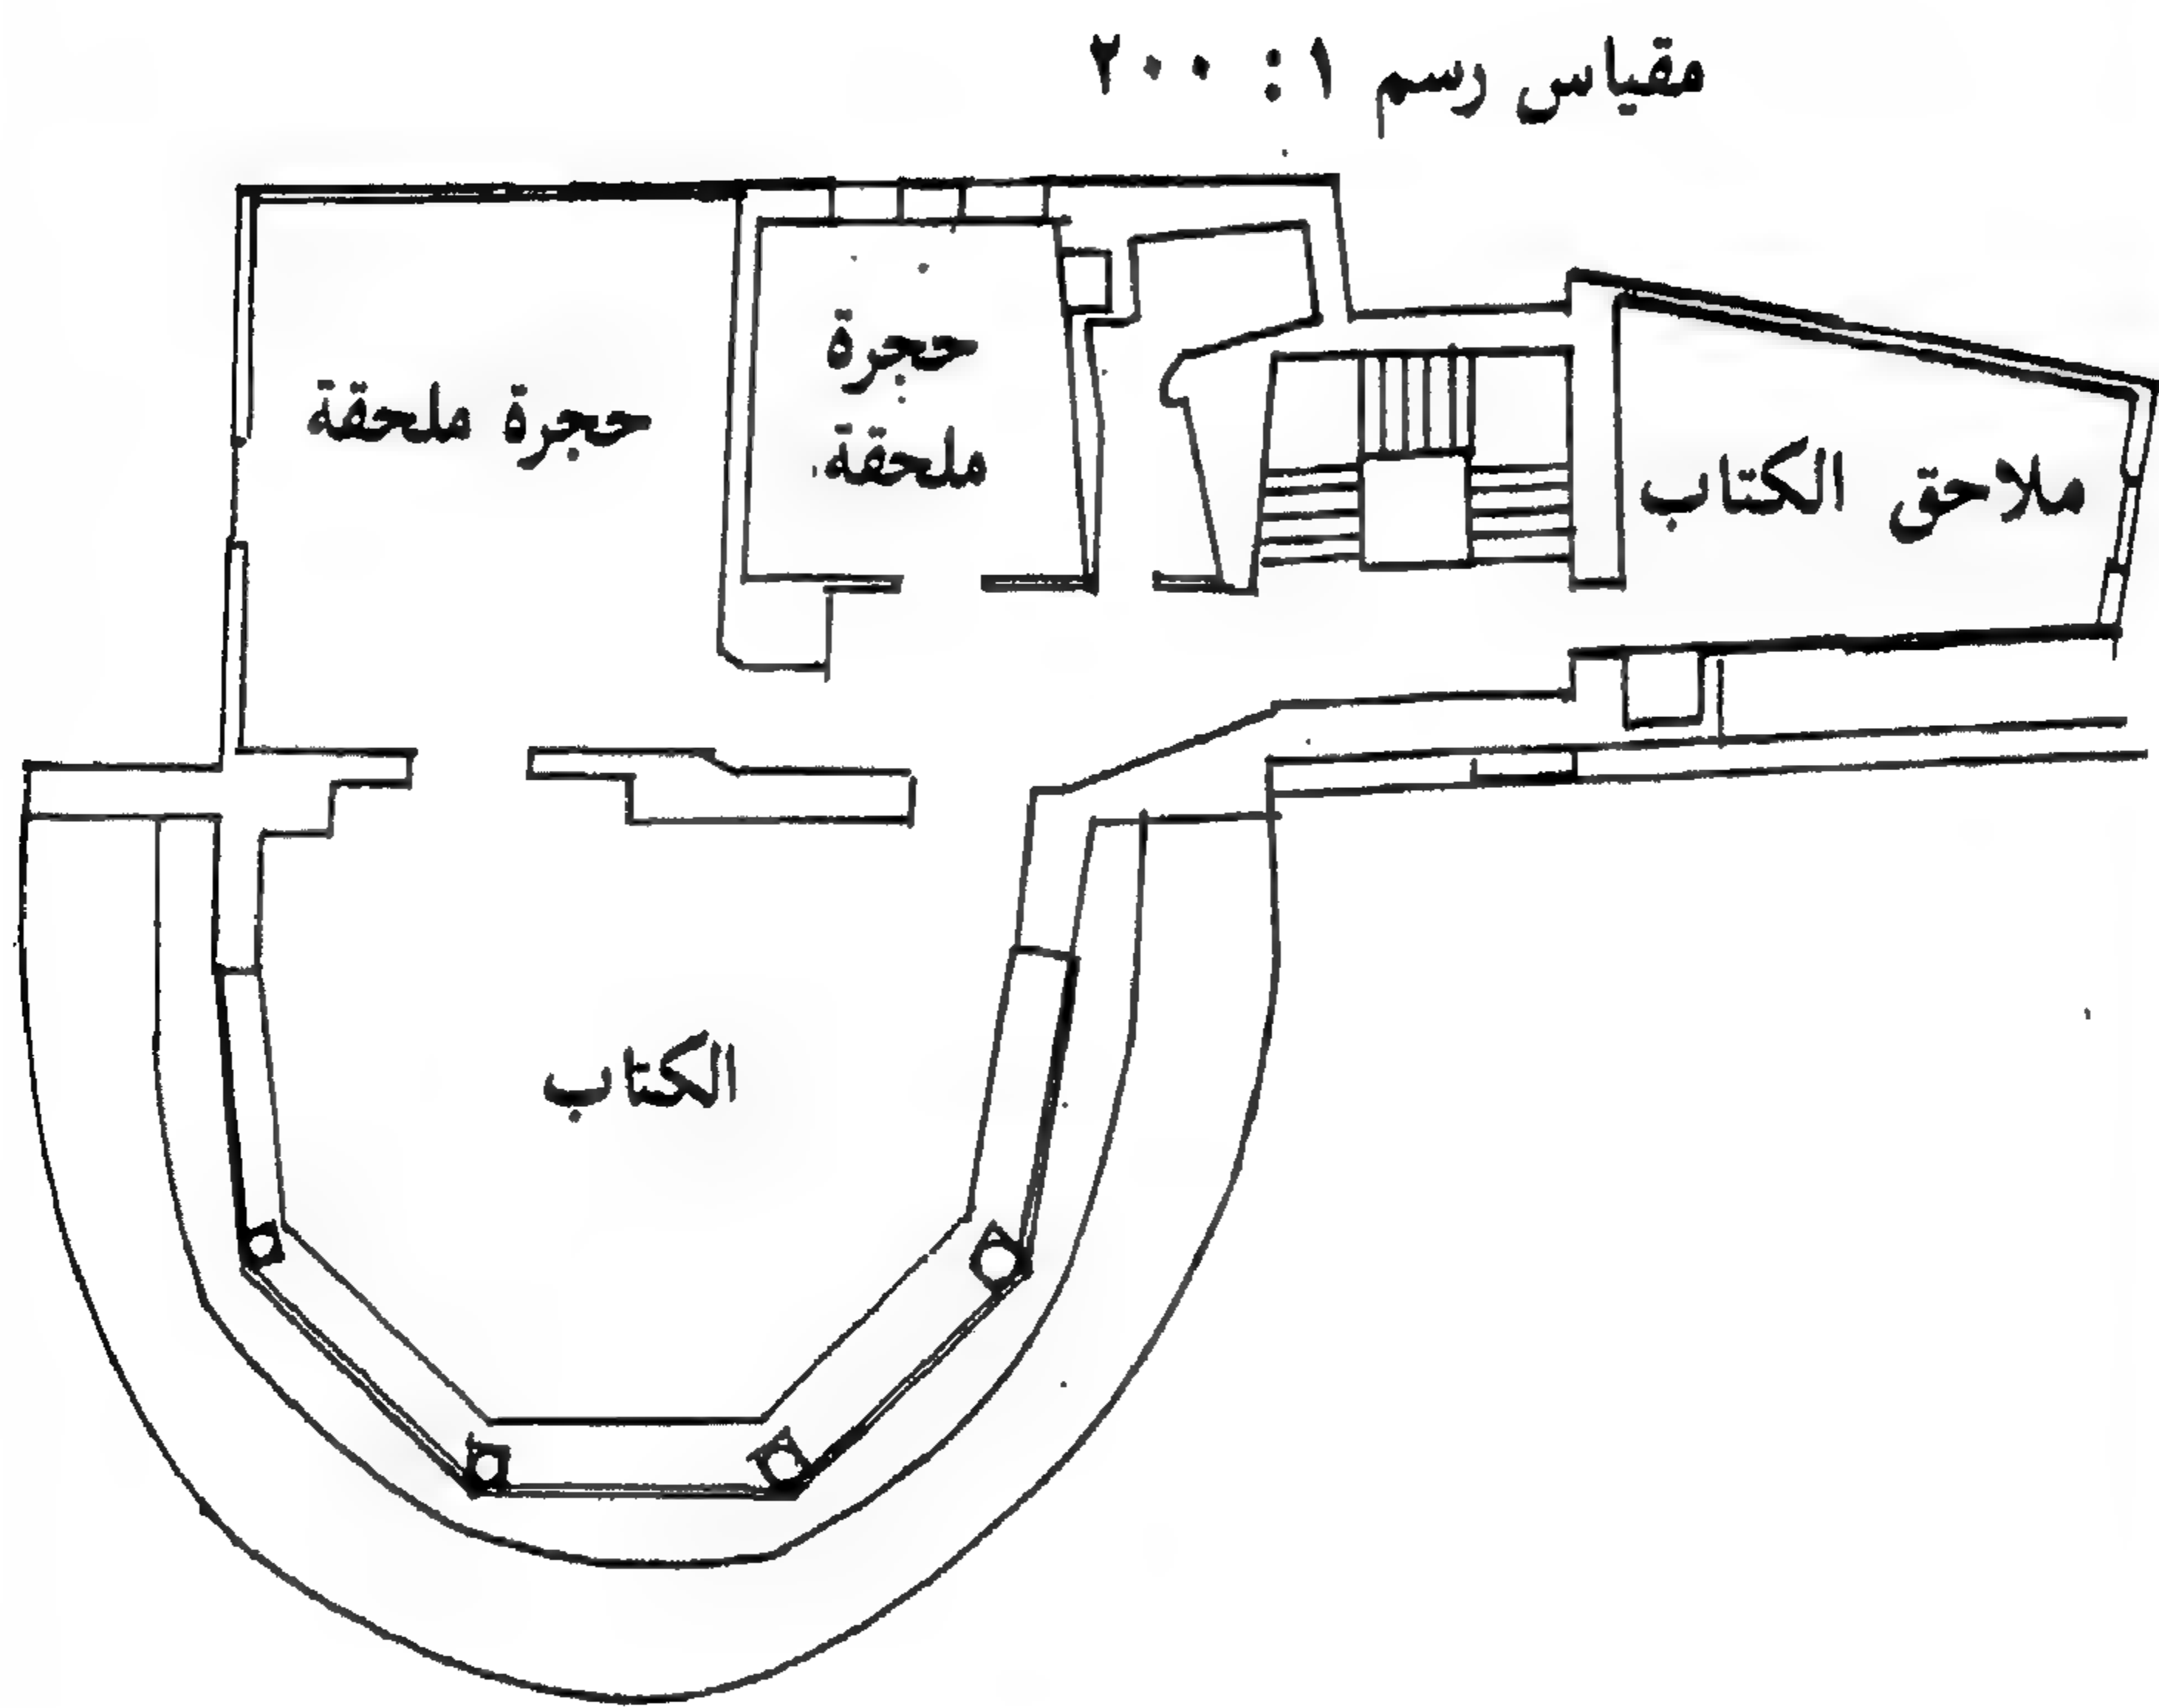 مقياس رسم ١ : ٢٠٠
حجرة
ملحقة
حجرة ملحقة
ملاحق الكتاب
الكتاب